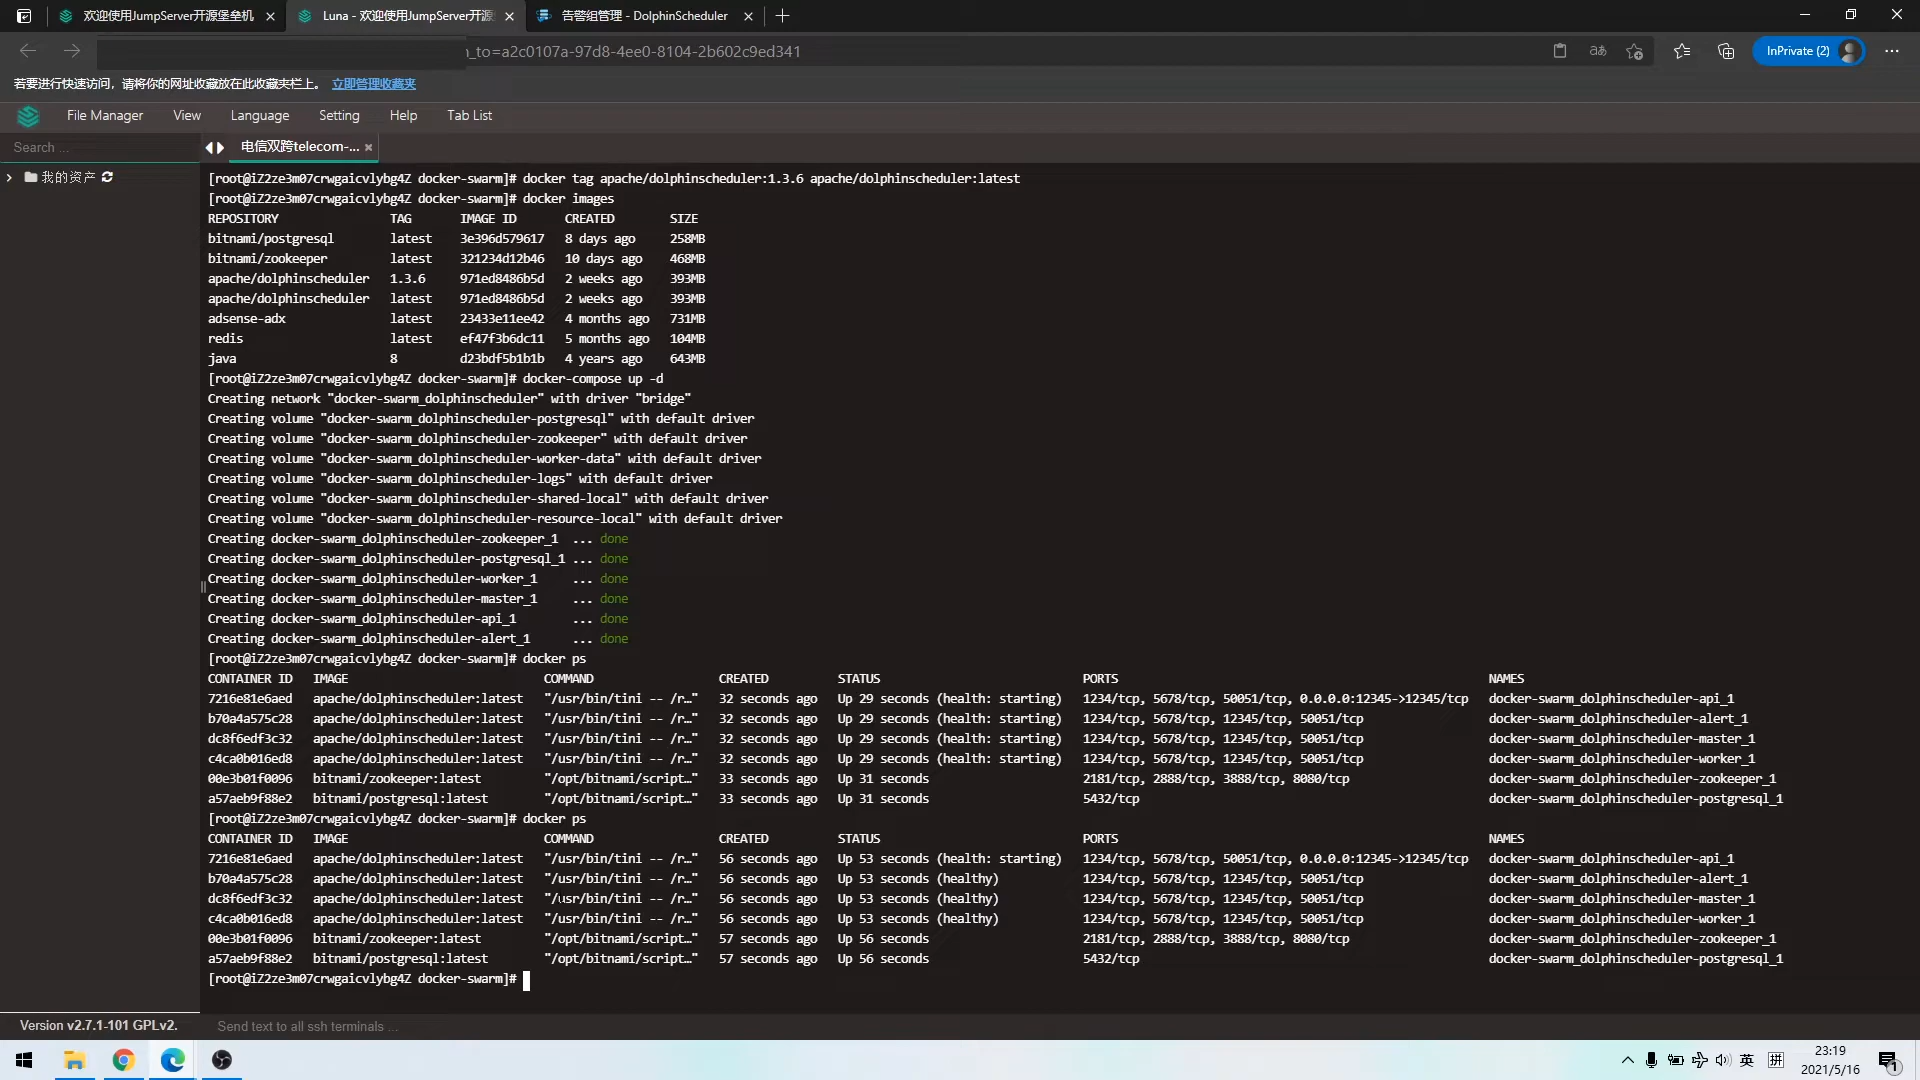 欢迎使用JumpServer开源堡垒机
Luna - 欢迎使用JumpServer开源
告警组管理 - DolphinScheduler
_to=a2c0107a-97d8-4ee0-8104-2b602c9ed341
InPrivate (2)
若要进行快速访问，请将你的网址收藏放在此收藏夹栏上。 立即管理收藏夹
File Manager View Language Setting Help Tab List
Search ...
电信双跨telecom-...
我的资产
[root@iZ2ze3m07crwgaicvlybg4Z docker-swarm]# docker tag apache/dolphinscheduler:1.3.6 apache/dolphinscheduler:latest
[root@iZ2ze3m07crwgaicvlybg4Z docker-swarm]# docker images
REPOSITORY TAG IMAGE ID CREATED SIZE
bitnami/postgresql latest 3e396d579617 8 days ago 258MB
bitnami/zookeeper latest 321234d12b46 10 days ago 468MB
apache/dolphinscheduler 1.3.6 971ed8486b5d 2 weeks ago 393MB
apache/dolphinscheduler latest 971ed8486b5d 2 weeks ago 393MB
adsense-adx latest 23433e11ee42 4 months ago 731MB
redis latest ef47f3b6dc11 5 months ago 104MB
java 8 d23bdf5b1b1b 4 years ago 643MB
[root@iZ2ze3m07crwgaicvlybg4Z docker-swarm]# docker-compose up -d
Creating network "docker-swarm_dolphinscheduler" with driver "bridge"
Creating volume "docker-swarm_dolphinscheduler-postgresql" with default driver
Creating volume "docker-swarm_dolphinscheduler-zookeeper" with default driver
Creating volume "docker-swarm_dolphinscheduler-worker-data" with default driver
Creating volume "docker-swarm_dolphinscheduler-logs" with default driver
Creating volume "docker-swarm_dolphinscheduler-shared-local" with default driver
Creating volume "docker-swarm_dolphinscheduler-resource-local" with default driver
Creating docker-swarm_dolphinscheduler-zookeeper_1 ... done
Creating docker-swarm_dolphinscheduler-postgresql_1 ... done
Creating docker-swarm_dolphinscheduler-worker_1 ... done
Creating docker-swarm_dolphinscheduler-master_1 ... done
Creating docker-swarm_dolphinscheduler-api_1 ... done
Creating docker-swarm_dolphinscheduler-alert_1 ... done
[root@iZ2ze3m07crwgaicvlybg4Z docker-swarm]# docker ps
CONTAINER ID IMAGE COMMAND CREATED STATUS PORTS NAMES
7216e81e6aed apache/dolphinscheduler:latest "/usr/bin/tini -- /r…" 32 seconds ago Up 29 seconds (health: starting) 1234/tcp, 5678/tcp, 50051/tcp, 0.0.0.0:12345->12345/tcp docker-swarm_dolphinscheduler-api_1
b70a4a575c28 apache/dolphinscheduler:latest "/usr/bin/tini -- /r…" 32 seconds ago Up 29 seconds (health: starting) 1234/tcp, 5678/tcp, 12345/tcp, 50051/tcp docker-swarm_dolphinscheduler-alert_1
dc8f6edf3c32 apache/dolphinscheduler:latest "/usr/bin/tini -- /r…" 32 seconds ago Up 29 seconds (health: starting) 1234/tcp, 5678/tcp, 12345/tcp, 50051/tcp docker-swarm_dolphinscheduler-master_1
c4ca0b016ed8 apache/dolphinscheduler:latest "/usr/bin/tini -- /r…" 32 seconds ago Up 29 seconds (health: starting) 1234/tcp, 5678/tcp, 12345/tcp, 50051/tcp docker-swarm_dolphinscheduler-worker_1
00e3b01f0096 bitnami/zookeeper:latest "/opt/bitnami/script…" 33 seconds ago Up 31 seconds 2181/tcp, 2888/tcp, 3888/tcp, 8080/tcp docker-swarm_dolphinscheduler-zookeeper_1
a57aeb9f88e2 bitnami/postgresql:latest "/opt/bitnami/script…" 33 seconds ago Up 31 seconds 5432/tcp docker-swarm_dolphinscheduler-postgresql_1
[root@iZ2ze3m07crwgaicvlybg4Z docker-swarm]# docker ps
CONTAINER ID IMAGE COMMAND CREATED STATUS PORTS NAMES
7216e81e6aed apache/dolphinscheduler:latest "/usr/bin/tini -- /r…" 56 seconds ago Up 53 seconds (health: starting) 1234/tcp, 5678/tcp, 50051/tcp, 0.0.0.0:12345->12345/tcp docker-swarm_dolphinscheduler-api_1
b70a4a575c28 apache/dolphinscheduler:latest "/usr/bin/tini -- /r…" 56 seconds ago Up 53 seconds (healthy) 1234/tcp, 5678/tcp, 12345/tcp, 50051/tcp docker-swarm_dolphinscheduler-alert_1
dc8f6edf3c32 apache/dolphinscheduler:latest "/usr/bin/tini -- /r…" 56 seconds ago Up 53 seconds (healthy) 1234/tcp, 5678/tcp, 12345/tcp, 50051/tcp docker-swarm_dolphinscheduler-master_1
c4ca0b016ed8 apache/dolphinscheduler:latest "/usr/bin/tini -- /r…" 56 seconds ago Up 53 seconds (healthy) 1234/tcp, 5678/tcp, 12345/tcp, 50051/tcp docker-swarm_dolphinscheduler-worker_1
00e3b01f0096 bitnami/zookeeper:latest "/opt/bitnami/script…" 57 seconds ago Up 56 seconds 2181/tcp, 2888/tcp, 3888/tcp, 8080/tcp docker-swarm_dolphinscheduler-zookeeper_1
a57aeb9f88e2 bitnami/postgresql:latest "/opt/bitnami/script…" 57 seconds ago Up 56 seconds 5432/tcp docker-swarm_dolphinscheduler-postgresql_1
[root@iZ2ze3m07crwgaicvlybg4Z docker-swarm]#
Version v2.7.1-101 GPLv2.
Send text to all ssh terminals ...
英 拼
23:19
2021/5/16
1